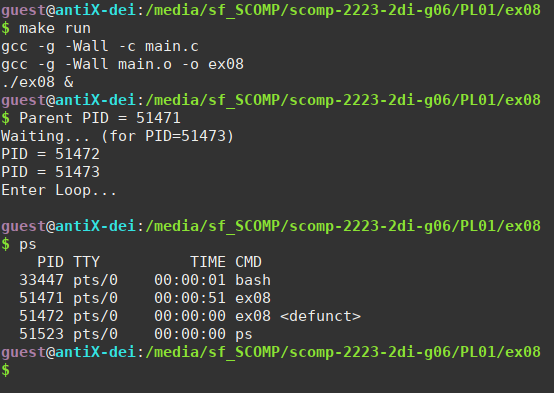 guest@antiX-dei:/media/sf_SCOMP/scomp-2223-2di-g06/PL01/ex08
$ make run
gcc -g -Wall -c main.c
gcc -g -Wall main.o -o ex08
./ex08 &
guest@antiX-dei:/media/sf_SCOMP/scomp-2223-2di-g06/PL01/ex08
$ Parent PID = 51471
Waiting... (for PID=51473)
PID = 51472
PID = 51473
Enter Loop...

guest@antiX-dei:/media/sf_SCOMP/scomp-2223-2di-g06/PL01/ex08
$ ps
    PID TTY          TIME CMD
  33447 pts/0    00:00:01 bash
  51471 pts/0    00:00:51 ex08
  51472 pts/0    00:00:00 ex08 <defunct>
  51523 pts/0    00:00:00 ps
guest@antiX-dei:/media/sf_SCOMP/scomp-2223-2di-g06/PL01/ex08
$